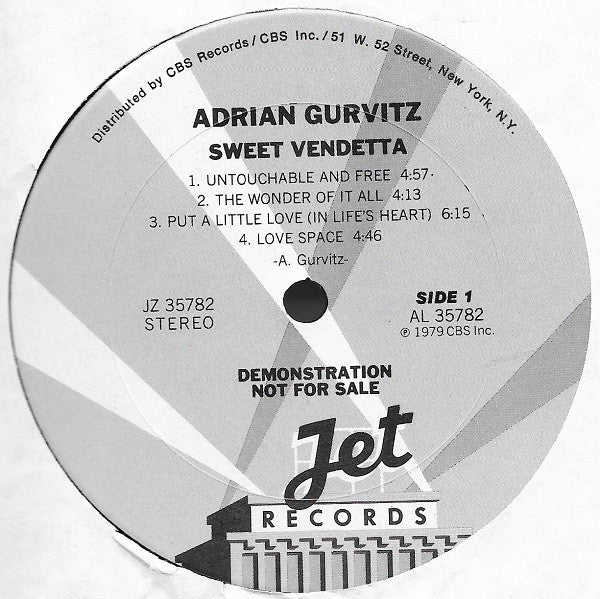 Distributed by CBS Records/CBS Inc./51 W. 52 Street, New York, N.Y.
ADRIAN GURVITZ
SWEET VENDETTA
1. UNTOUCHABLE AND FREE 4:57
2. THE WONDER OF IT ALL 4:13
3. PUT A LITTLE LOVE (IN LIFE'S HEART) 6:15
4. LOVE SPACE 4:46
-A. Gurvitz-
JZ 35782
STEREO
SIDE 1
AL 35782
℗ 1979 CBS Inc.
DEMONSTRATION
NOT FOR SALE
Jet
RECORDS